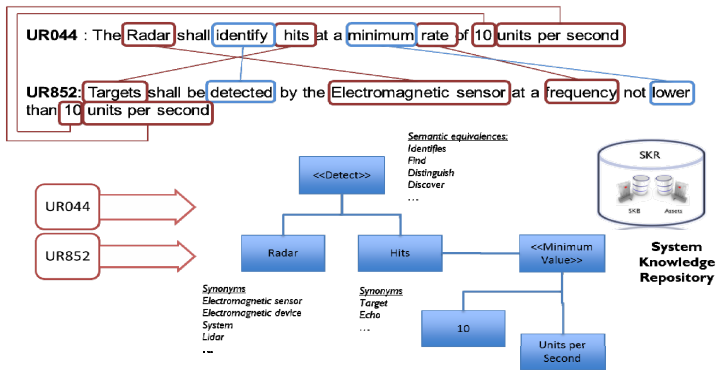 UR044 : The Radar shall identify hits at a minimum rate of 10 units per second
UR852: Targets shall be detected by the Electromagnetic sensor at a frequency not lower
than 10 units per second
Semantic equivalences:
Identifies
Find
Distinguish
Discover
...
<<Detect>>
SKR
SKB
Assets
System
Knowledge
Repository
UR044
UR852
Radar
Hits
<<Minimum
Value>>
Synonyms
Electromagnetic sensor
Electromagnetic device
System
Lidar
...
Synonyms
Target
Echo
...
10
Units per
Second